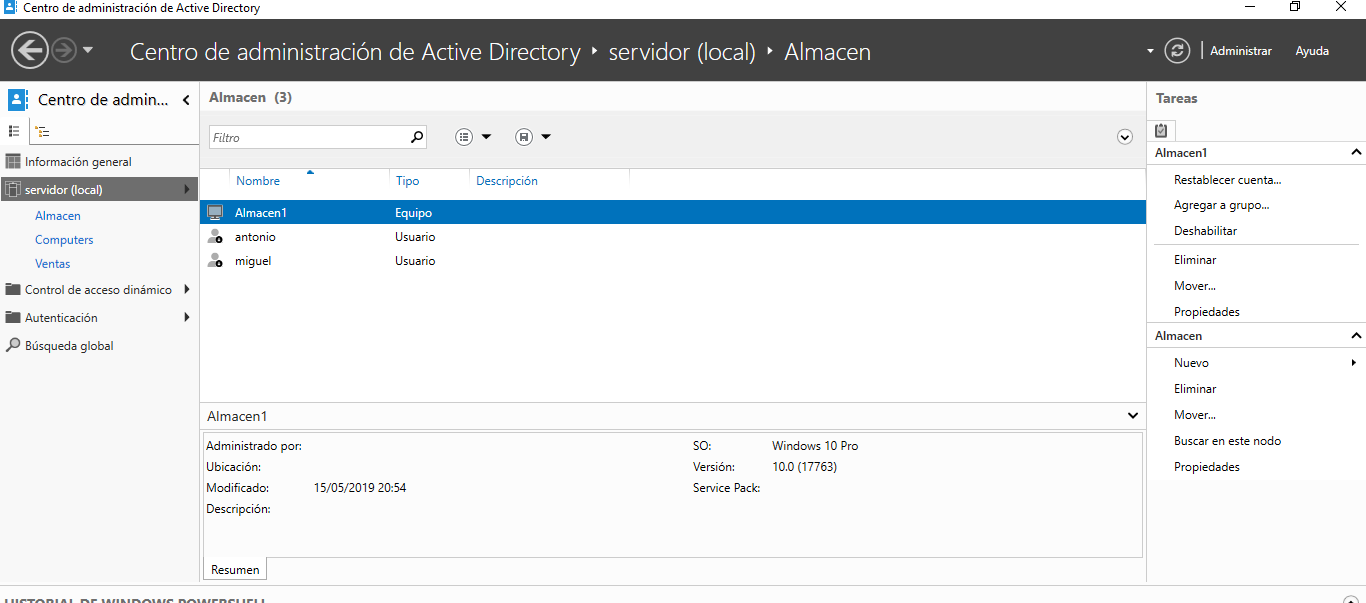 Centro de administración de Active Directory
Centro de administración de Active Directory ‣ servidor (local) ‣ Almacen
Administrar Ayuda
Centro de admin...
Información general
servidor (local)
Almacen
Computers
Ventas
Control de acceso dinámico
Autenticación
Búsqueda global
Almacen (3)
Filtro
Nombre Tipo Descripción
Almacen1 Equipo
antonio Usuario
miguel Usuario
Almacen1
Administrado por:
Ubicación:
Modificado: 15/05/2019 20:54
Descripción:
SO: Windows 10 Pro
Versión: 10.0 (17763)
Service Pack:
Resumen
Tareas
Almacen1
Restablecer cuenta...
Agregar a grupo...
Deshabilitar
Eliminar
Mover...
Propiedades
Almacen
Nuevo
Eliminar
Mover...
Buscar en este nodo
Propiedades
HISTORIAL DE WINDOWS POWERSHELL